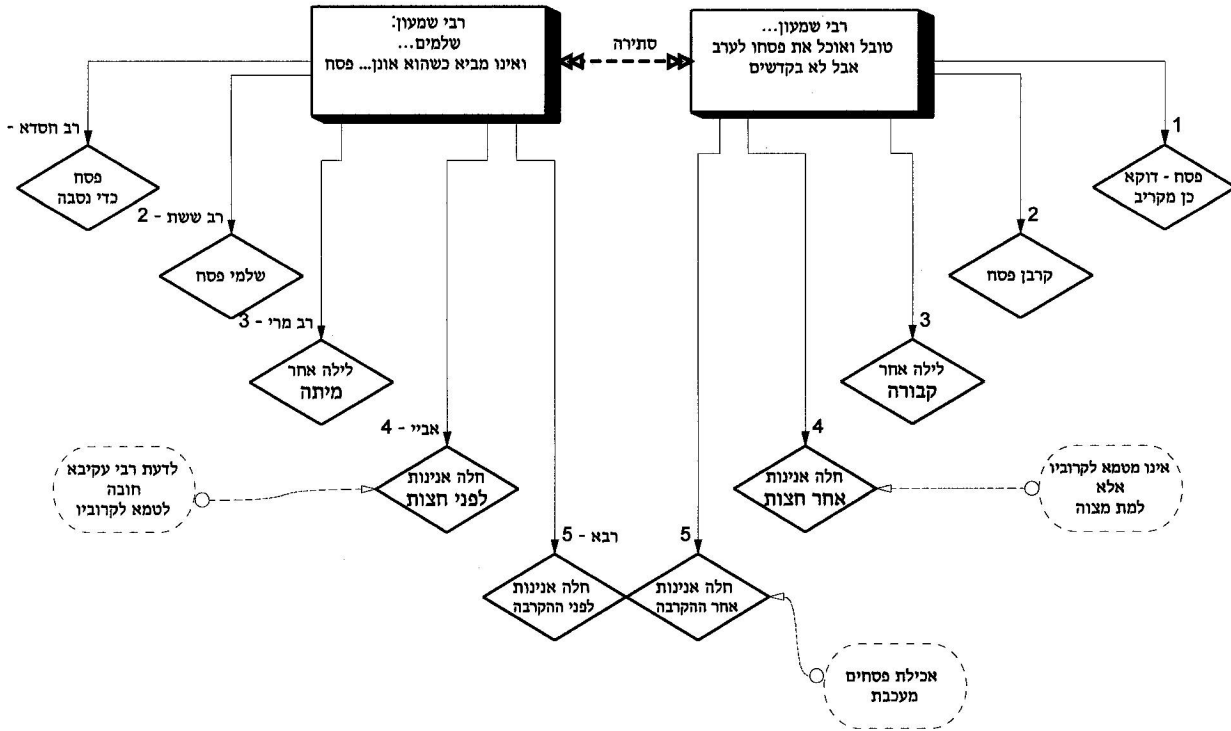 רבי שמעון...
טובל ואוכל את פסחו לערב
אבל לא בקדשים
סתירה
רבי שמעון:
שלמים...
ואינו מביא כשהוא אונן... פסח
1
פסח - דוקא
כן מקריב
רב חסדא -
פסח
כדי נסבה
2
קרבן פסח
רב ששת - 2
שלמי פסח
3
לילה אחר
קבורה
רב מרי - 3
לילה אחר
מיתה
4
חלה אנינות
אחר חצות
אינו מטמא לקרוביו
אלא
למת מצוה
אביי - 4
חלה אנינות
לפני חצות
לדעת רבי עקיבא
חובה
לטמא לקרוביו
5
חלה אנינות
אחר ההקרבה
אכילת פסחים
מעכבת
רבא - 5
חלה אנינות
לפני ההקרבה